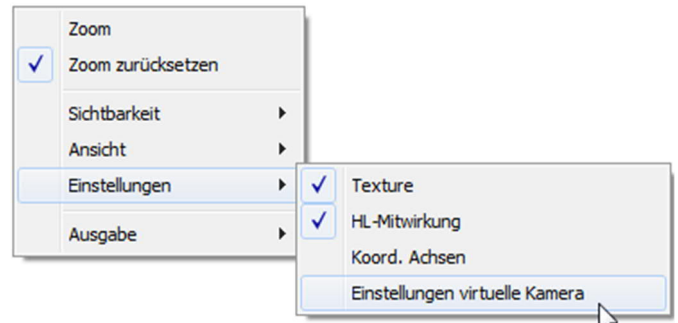 Zoom
Zoom zurücksetzen
Sichtbarkeit
Ansicht
Einstellungen
Ausgabe
Texture
HL-Mitwirkung
Koord. Achsen
Einstellungen virtuelle Kamera